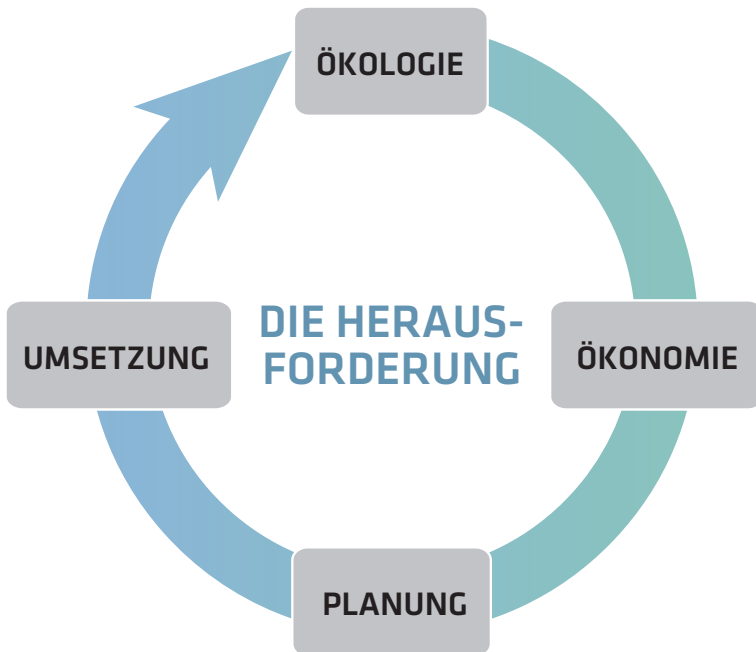 ÖKOLOGIE
DIE HERAUS-
FORDERUNG
UMSETZUNG
ÖKONOMIE
PLANUNG